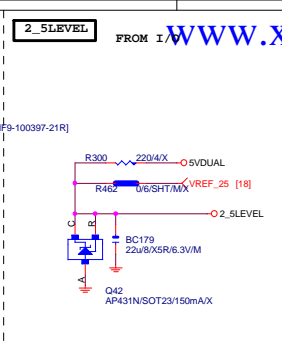 2_5LEVEL
FROM I/O
www.x
F9-100397-21R]
R300
220/4/X
5VDUAL
R462
0/6/SHT/M/X
VREF_25 [18]
2_5LEVEL
C
R
BC179
22u/8/X5R/6.3V/M
A
Q42
AP431N/SOT23/150mA/X